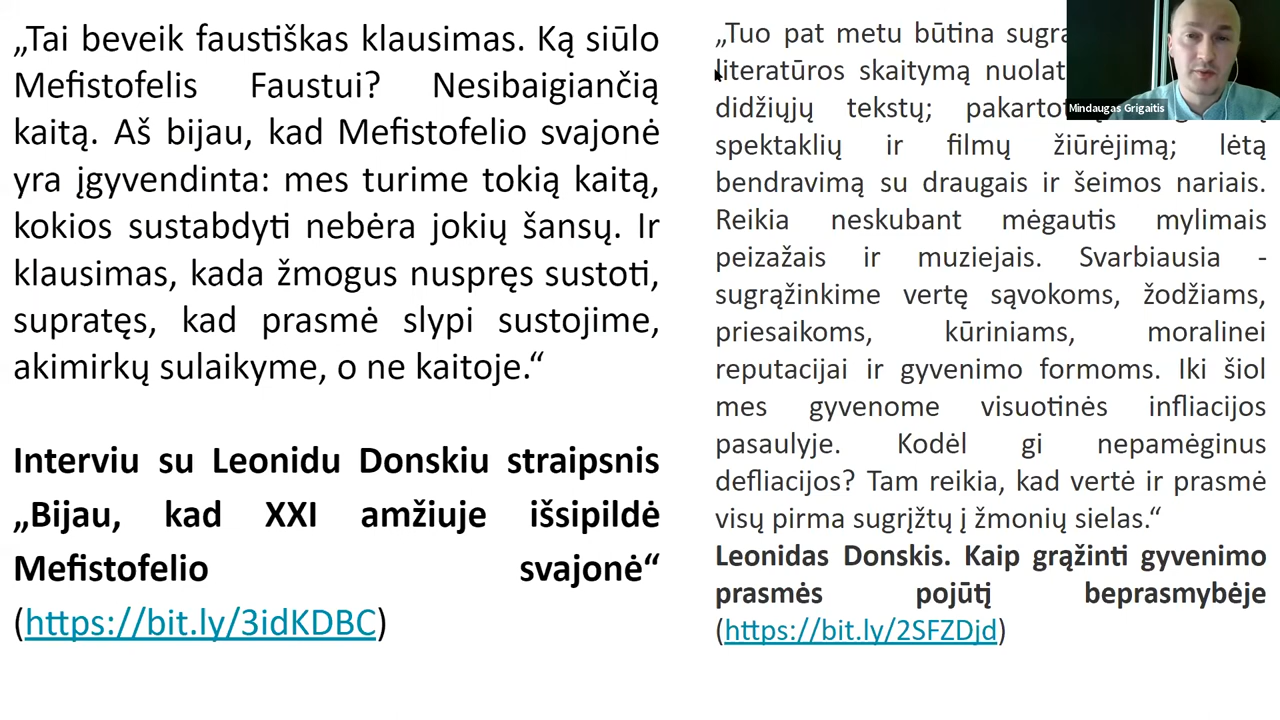 „Tai beveik faustiškas klausimas. Ką siūlo
Mefistofelis Faustui? Nesibaigiančią
kaitą. Aš bijau, kad Mefistofelio svajonė
yra įgyvendinta: mes turime tokią kaitą,
kokios sustabdyti nebėra jokių šansų. Ir
klausimas, kada žmogus nuspręs sustoti,
supratęs, kad prasmė slypi sustojime,
akimirkų sulaikyme, o ne kaitoje.“
Interviu su Leonidu Donskiu straipsnis
„Bijau, kad XXI amžiuje išsipildė
Mefistofelio svajonė“
(https://bit.ly/3idKDBC)
„Tuo pat metu būtina
literatūros skaitymą
didžiųjų tekstų;
spektaklių ir filmų žiūrėjimą; lėtą
bendravimą su draugais ir šeimos nariais.
Reikia neskubant mėgautis mylimais
peizažais ir muziejais. Svarbiausia -
sugrąžinkime vertę sąvokoms, žodžiams,
priesaikoms, kūriniams, moralinei
reputacijai ir gyvenimo formoms. Iki šiol
mes gyvenome visuotinės infliacijos
pasaulyje. Kodėl gi nepamėginus
defliacijos? Tam reikia, kad vertė ir prasmė
visų pirma sugrįžtų į žmonių sielas.“
Leonidas Donskis. Kaip grąžinti gyvenimo
prasmės pojūtį beprasmybėje
(https://bit.ly/2SFZDjd)
Mindaugas Grigaitis